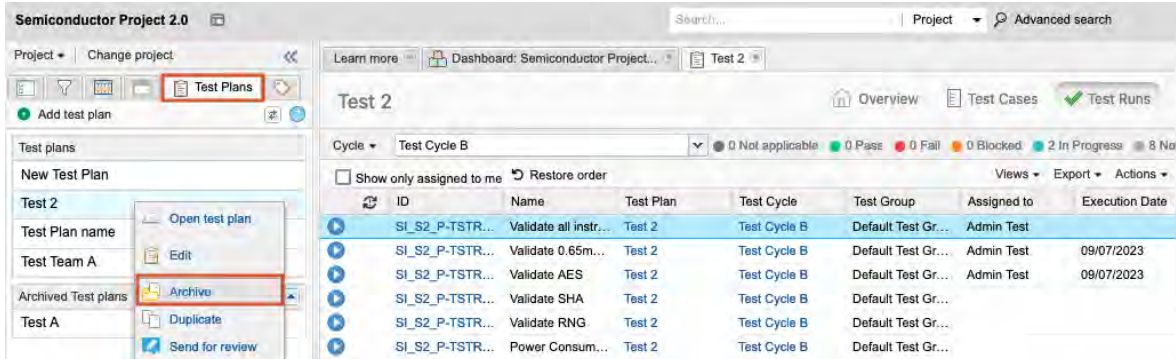 Semiconductor Project 2.0
Search... Project Advanced search
Project Change project
Learn more Dashboard: Semiconductor Project... Test 2
Test Plans
Add test plan
Test 2 Overview Test Cases Test Runs
Test plans
Cycle Test Cycle B 0 Not applicable 0 Pass 0 Fail 0 Blocked 2 In Progress 8 No
New Test Plan
Show only assigned to me Restore order Views Export Actions
Test 2
ID Name Test Plan Test Cycle Test Group Assigned to Execution Date
Open test plan
SI_S2_P-TSTR... Validate all instr... Test 2 Test Cycle B Default Test Gr... Admin Test
Test Plan name
Edit
SI_S2_P-TSTR... Validate 0.65m... Test 2 Test Cycle B Default Test Gr... Admin Test 09/07/2023
Test Team A
SI_S2_P-TSTR... Validate AES Test 2 Test Cycle B Default Test Gr... Admin Test 09/07/2023
Archived Test plans
Archive
SI_S2_P-TSTR... Validate SHA Test 2 Test Cycle B Default Test Gr...
Test A
Duplicate
SI_S2_P-TSTR... Validate RNG Test 2 Test Cycle B Default Test Gr...
Send for review
SI_S2_P-TSTR... Power Consum... Test 2 Test Cycle B Default Test Gr...